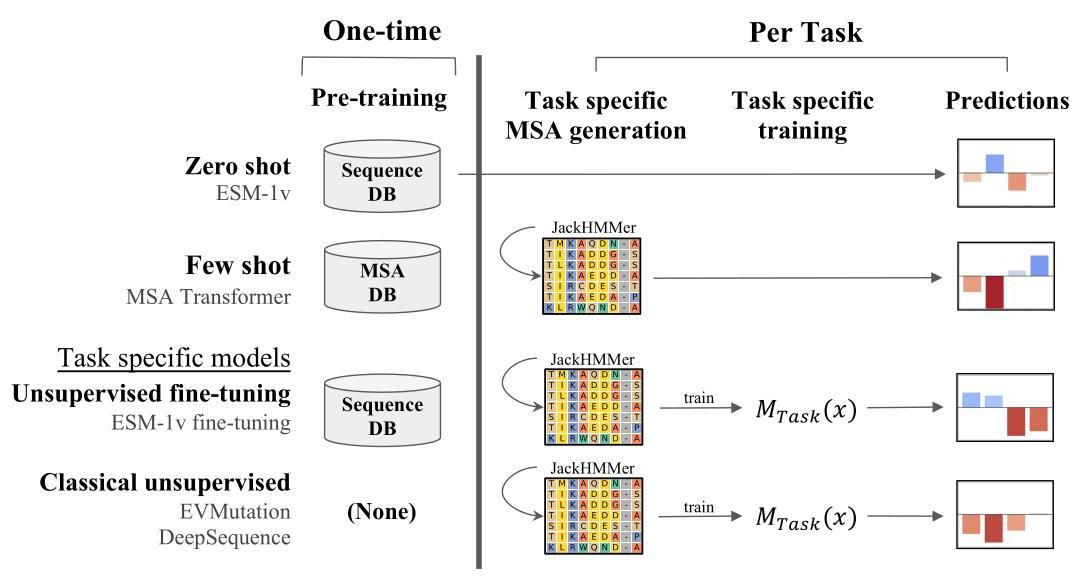 One-time
Per Task
Pre-training
Task specific
MSA generation
Task specific
training
Predictions
Zero shot
ESM-1v
Sequence
DB
Few shot
MSA Transformer
MSA
DB
JackHMMer
T M K A Q D N - A
T I K A D D G - S
T L K A D D G - S
T I K A E D D - A
S I R C D E S - T
T I K A E D A - P
K L R W Q N D - A
Task specific models
Unsupervised fine-tuning
ESM-1v fine-tuning
Sequence
DB
JackHMMer
T M K A Q D N - A
T I K A D D G - S
T L K A D D G - S
T I K A E D D - A
S I R C D E S - T
T I K A E D A - P
K L R W Q N D - A
train
M_Task(x)
Classical unsupervised
EVMutation
DeepSequence
(None)
JackHMMer
T M K A Q D N - A
T I K A D D G - S
T L K A D D G - S
T I K A E D D - A
S I R C D E S - T
T I K A E D A - P
K L R W Q N D - A
train
M_Task(x)